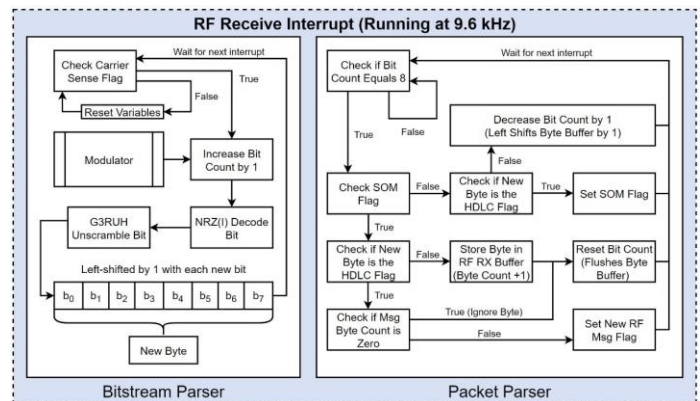 RF Receive Interrupt (Running at 9.6 kHz)
Wait for next interrupt
Check Carrier
Sense Flag
True
False
Reset Variables
Modulator
Increase Bit
Count by 1
G3RUH
Unscramble Bit
NRZ(I) Decode
Bit
Left-shifted by 1 with each new bit
b0 b1 b2 b3 b4 b5 b6 b7
New Byte
Bitstream Parser
Check if Bit
Count Equals 8
Wait for next interrupt
True
False
Decrease Bit Count by 1
(Left Shifts Byte Buffer by 1)
False
Check SOM
Flag
False
Check if New
Byte is the
HDLC Flag
True
Set SOM Flag
True
Check if New
Byte is the
HDLC Flag
False
Store Byte in
RF RX Buffer
(Byte Count +1)
Reset Bit Count
(Flushes Byte
Buffer)
True
Check if Msg
Byte Count is
Zero
True (Ignore Byte)
False
Set New RF
Msg Flag
Packet Parser